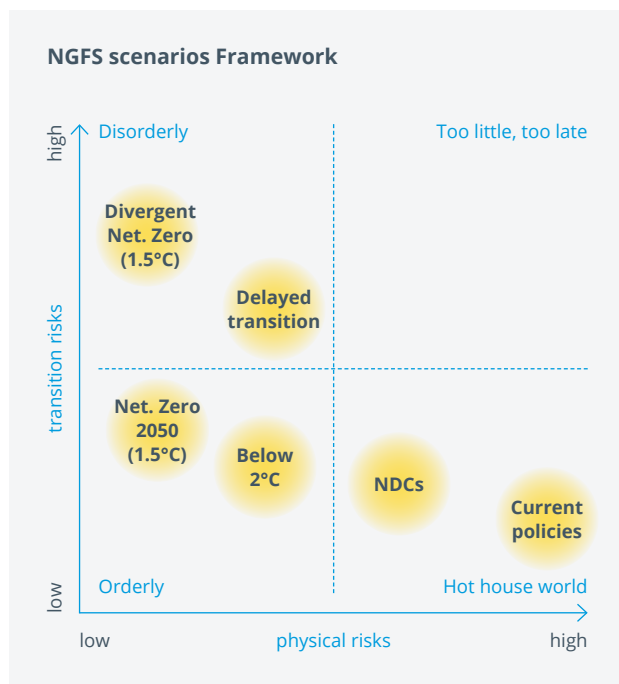 NGFS scenarios Framework
high
Disorderly
Too little, too late
Divergent
Net. Zero
(1.5°C)
Delayed
transition
transition risks
Net. Zero
2050
(1.5°C)
Below
2°C
NDCs
Current
policies
low
Orderly
Hot house world
low
physical risks
high